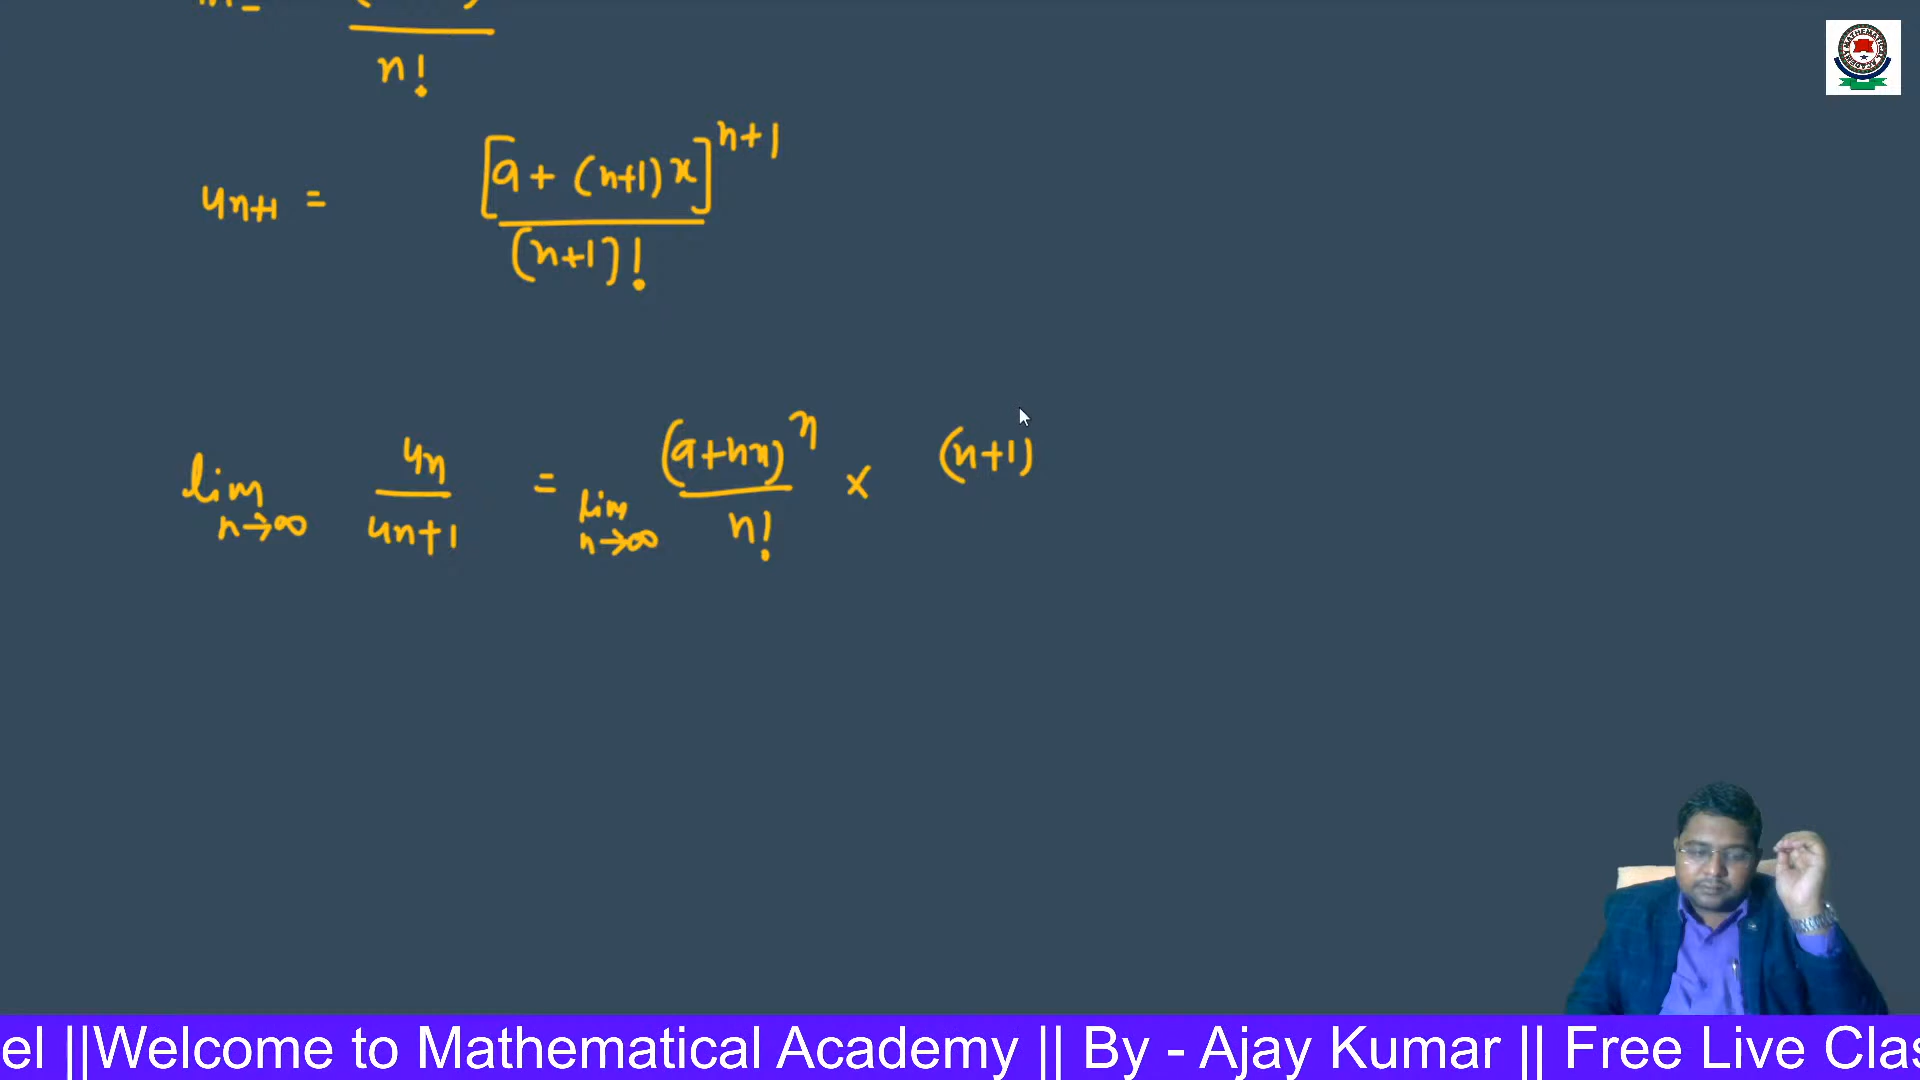 n!
un+1 = [a + (n+1)x]^n+1
(n+1)!
lim n→∞ un/un+1 = lim n→∞ (a+nx)^n/n! × (n+1)
el ||Welcome to Mathematical Academy || By - Ajay Kumar || Free Live Clas